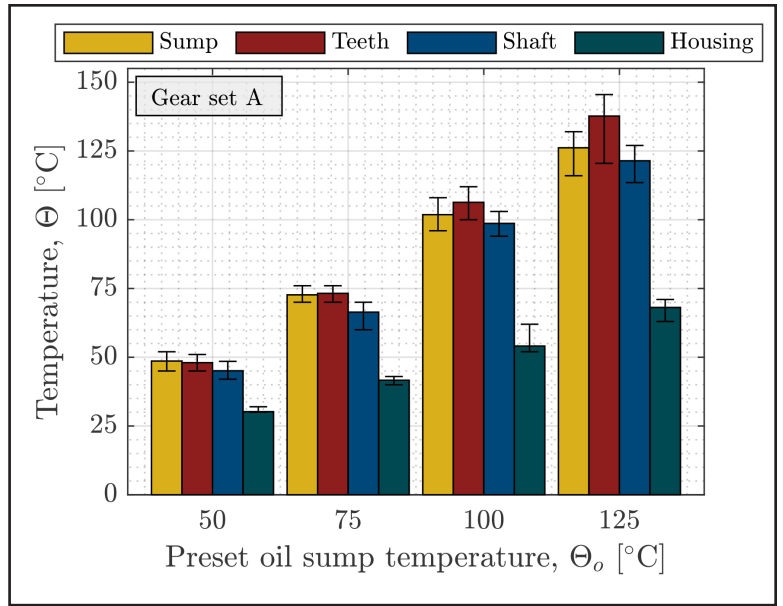 Sump Teeth Shaft Housing
Gear set A
150
125
100
75
50
25
0
Temperature, Θ [°C]
50 75 100 125
Preset oil sump temperature, Θₒ [°C]